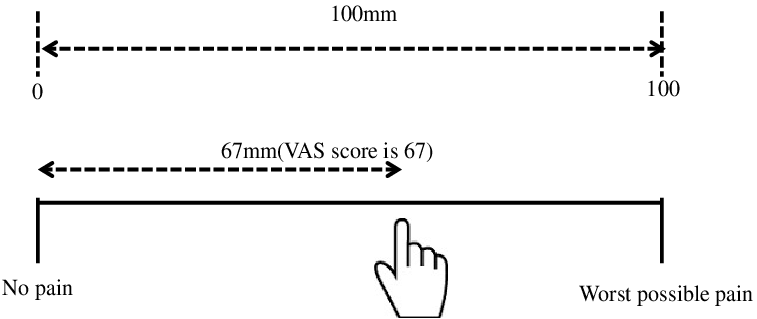 100mm
0
100
67mm(VAS score is 67)
No pain
Worst possible pain